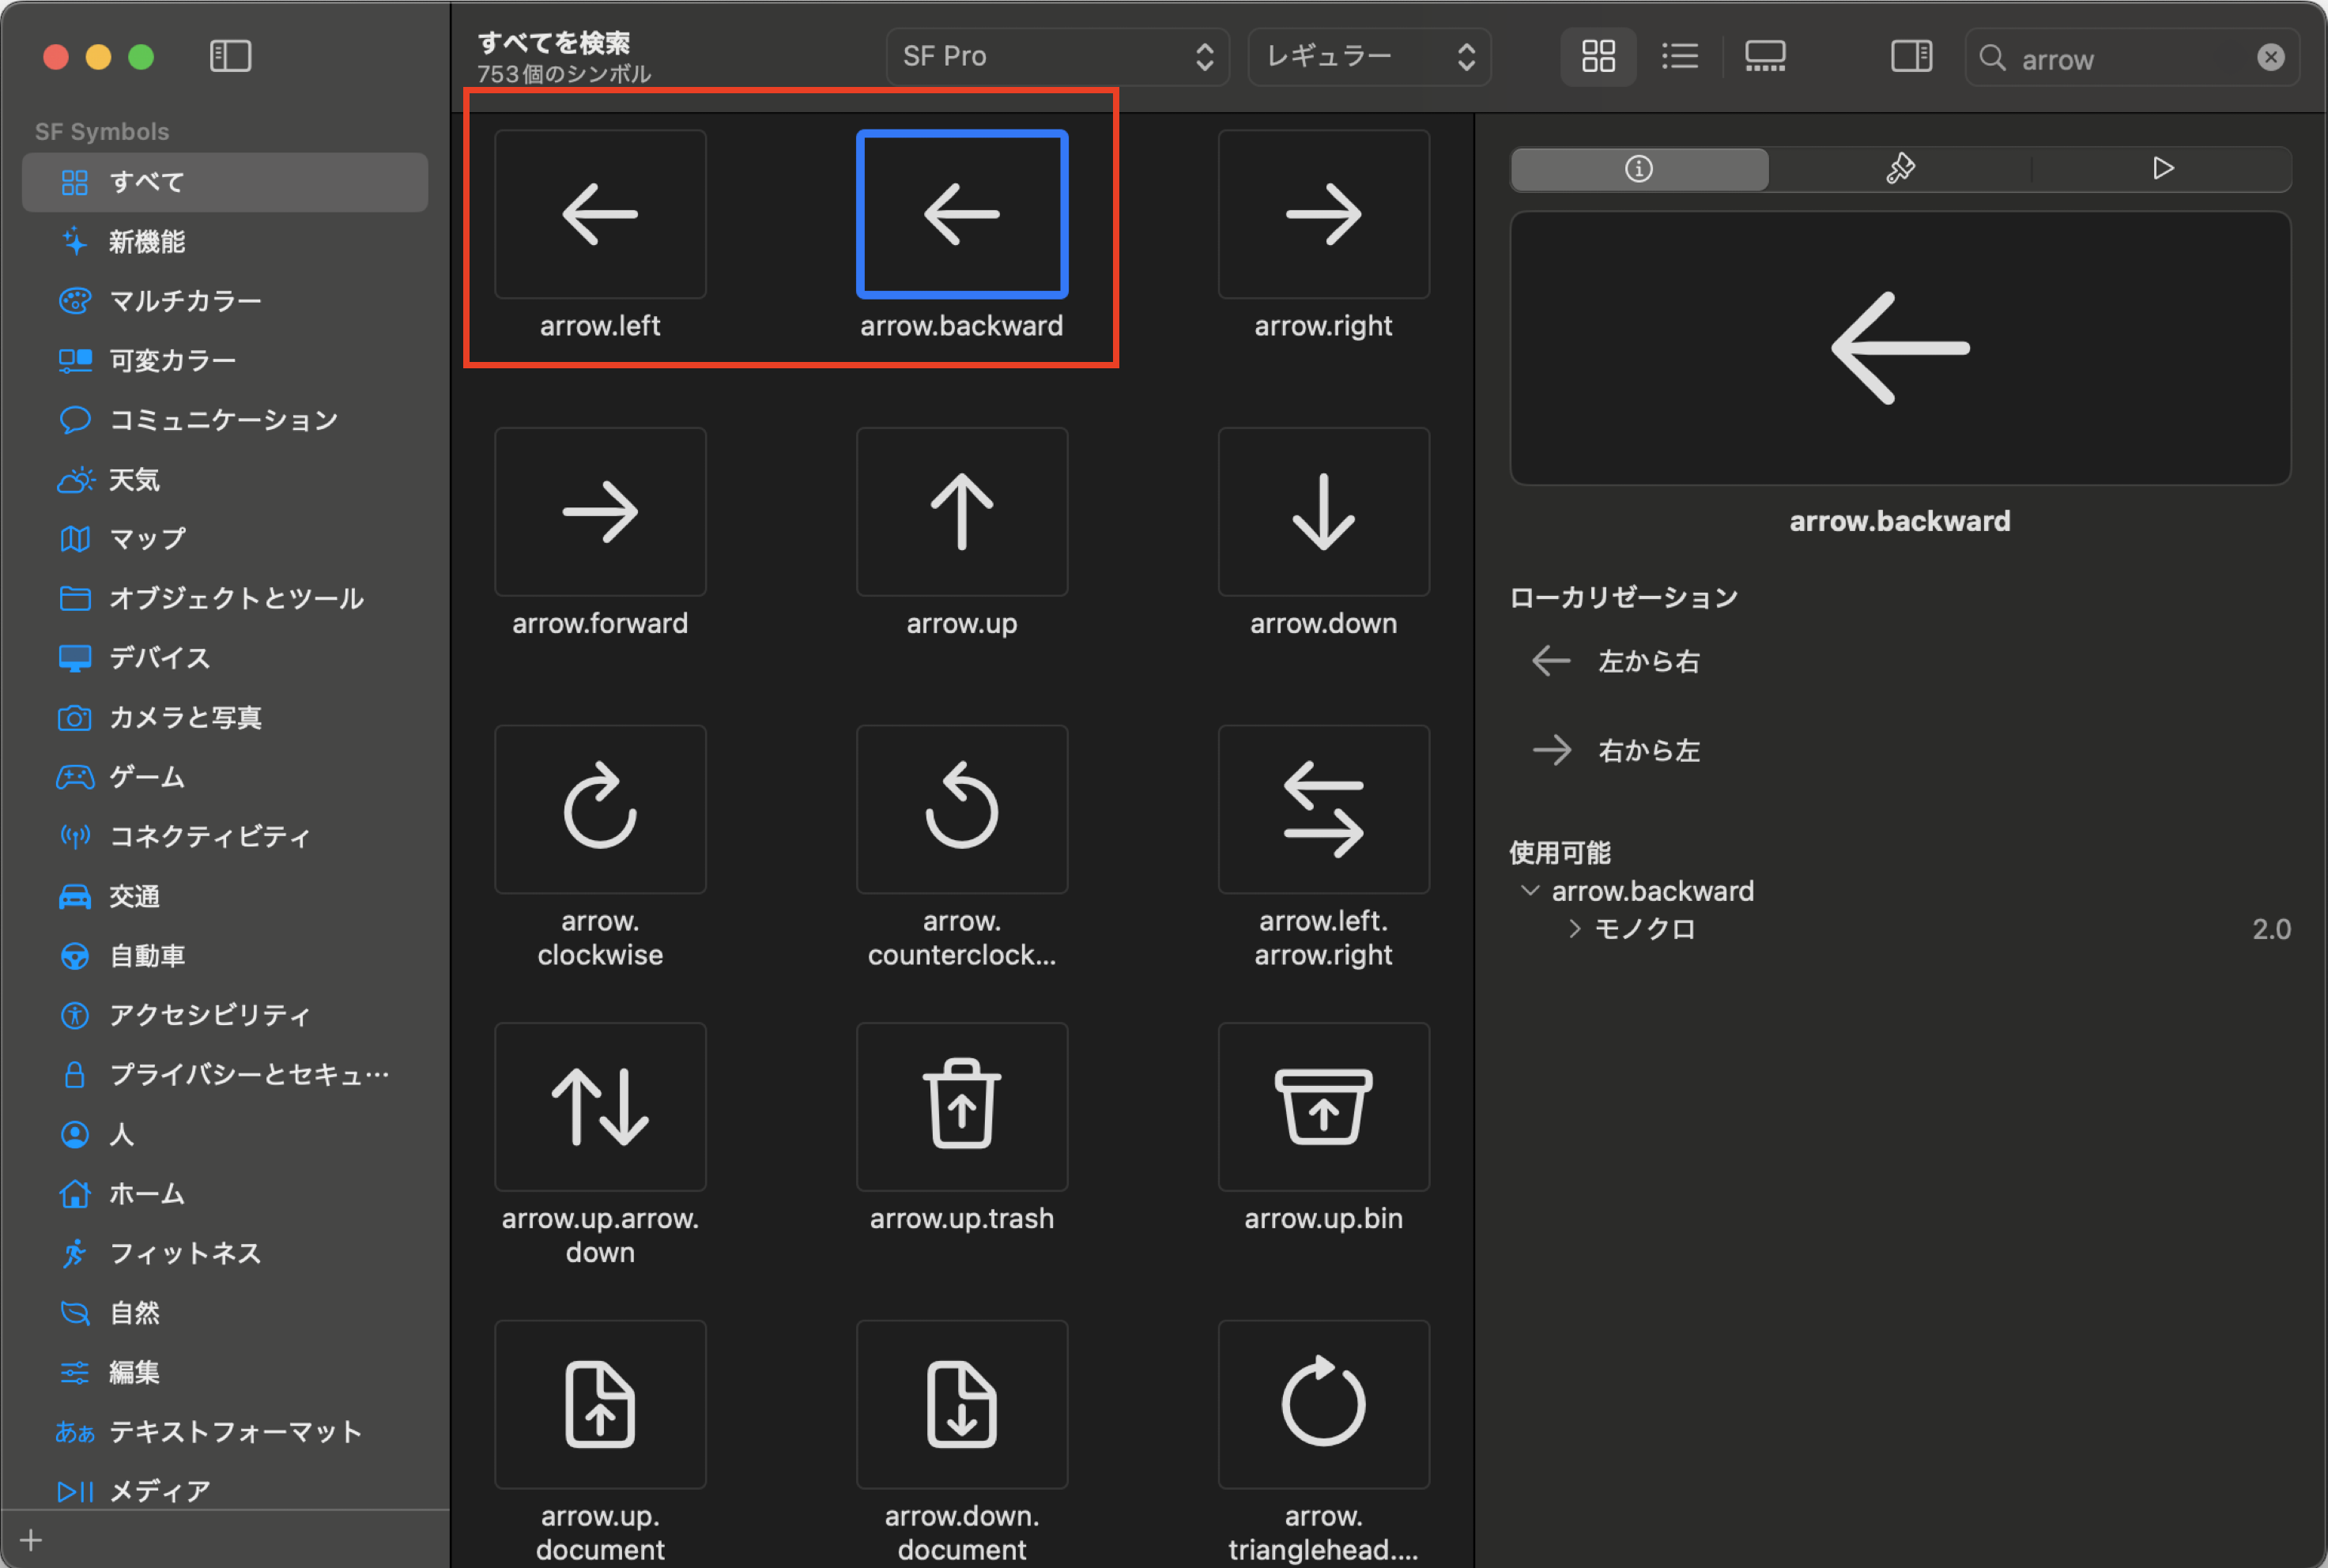 すべてを検索
753個のシンボル
SF Pro
レギュラー
arrow
SF Symbols
すべて
新機能
マルチカラー
可変カラー
コミュニケーション
天気
マップ
オブジェクトとツール
デバイス
カメラと写真
ゲーム
コネクティビティ
交通
自動車
アクセシビリティ
プライバシーとセキュ…
人
ホーム
フィットネス
自然
編集
あぁ テキストフォーマット
メディア
arrow.left
arrow.backward
arrow.right
arrow.forward
arrow.up
arrow.down
arrow.
clockwise
arrow.
counterclock...
arrow.left.
arrow.right
arrow.up.arrow.
down
arrow.up.trash
arrow.up.bin
arrow.up.
document
arrow.down.
document
arrow.
trianglehead....
arrow.backward
ローカリゼーション
左から右
右から左
使用可能
arrow.backward
モノクロ 2.0